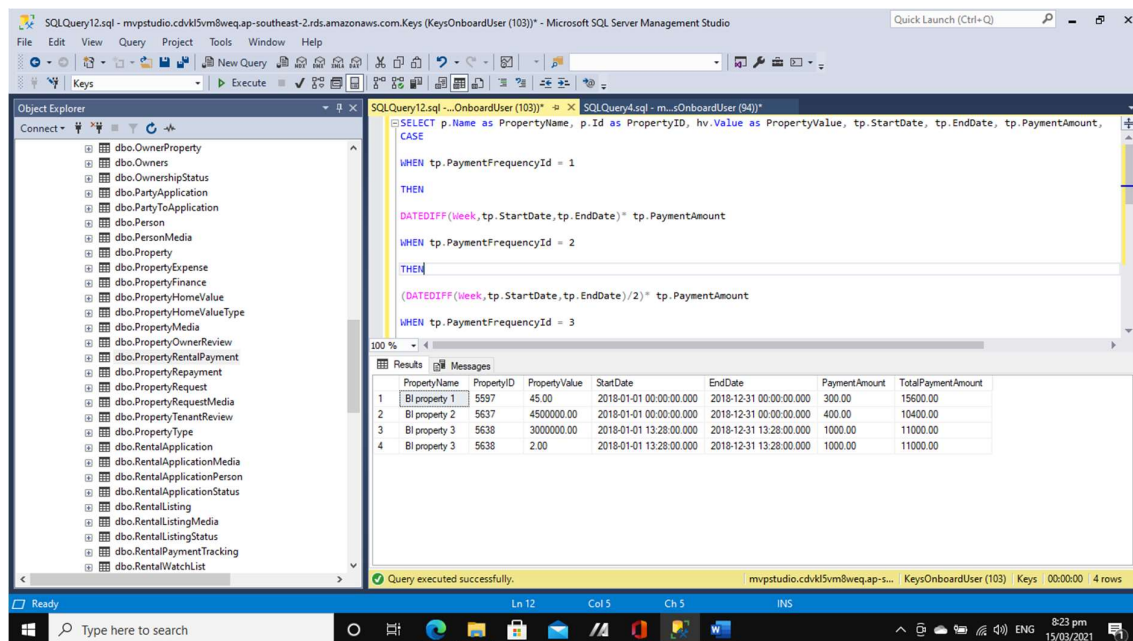 SQLQuery12.sql - mvpstudio.cdvkl5vm8weq.ap-southeast-2.rds.amazonaws.com.Keys (KeysOnboardUser (103))* - Microsoft SQL Server Management Studio
Quick Launch (Ctrl+Q)
File Edit View Query Project Tools Window Help
New Query
Keys
Execute
Object Explorer
SQLQuery12.sql -...OnboardUser (103))*
SQLQuery4.sql - m...sOnboardUser (94))*
Connect
dbo.OwnerProperty
dbo.Owners
dbo.OwnershipStatus
dbo.PartyApplication
dbo.PartyToApplication
dbo.Person
dbo.PersonMedia
dbo.Property
dbo.PropertyExpense
dbo.PropertyFinance
dbo.PropertyHomeValue
dbo.PropertyHomeValueType
dbo.PropertyMedia
dbo.PropertyOwnerReview
dbo.PropertyRentalPayment
dbo.PropertyRepayment
dbo.PropertyRequest
dbo.PropertyRequestMedia
dbo.PropertyTenantReview
dbo.PropertyType
dbo.RentalApplication
dbo.RentalApplicationMedia
dbo.RentalApplicationPerson
dbo.RentalApplicationStatus
dbo.RentalListing
dbo.RentalListingMedia
dbo.RentalListingStatus
dbo.RentalPaymentTracking
dbo.RentalWatchList
SELECT p.Name as PropertyName, p.Id as PropertyID, hv.Value as PropertyValue, tp.StartDate, tp.EndDate, tp.PaymentAmount,
CASE
WHEN tp.PaymentFrequencyId = 1
THEN
DATEDIFF(Week,tp.StartDate,tp.EndDate)* tp.PaymentAmount
WHEN tp.PaymentFrequencyId = 2
THEN
(DATEDIFF(Week,tp.StartDate,tp.EndDate)/2)* tp.PaymentAmount
WHEN tp.PaymentFrequencyId = 3
100 %
Results Messages
PropertyName PropertyID PropertyValue StartDate EndDate PaymentAmount TotalPaymentAmount
1 BI property 1 5597 45.00 2018-01-01 00:00:00.000 2018-12-31 00:00:00.000 300.00 15600.00
2 BI property 2 5637 4500000.00 2018-01-01 00:00:00.000 2018-12-31 00:00:00.000 400.00 10400.00
3 BI property 3 5638 3000000.00 2018-01-01 13:28:00.000 2018-12-31 13:28:00.000 1000.00 11000.00
4 BI property 3 5638 2.00 2018-01-01 13:28:00.000 2018-12-31 13:28:00.000 1000.00 11000.00
Query executed successfully.
mvpstudio.cdvkl5vm8weq.ap-s... KeysOnboardUser (103) Keys 00:00:00 4 rows
Ready Ln 12 Col 5 Ch 5 INS
Type here to search
ENG
8:23 pm
15/03/2021